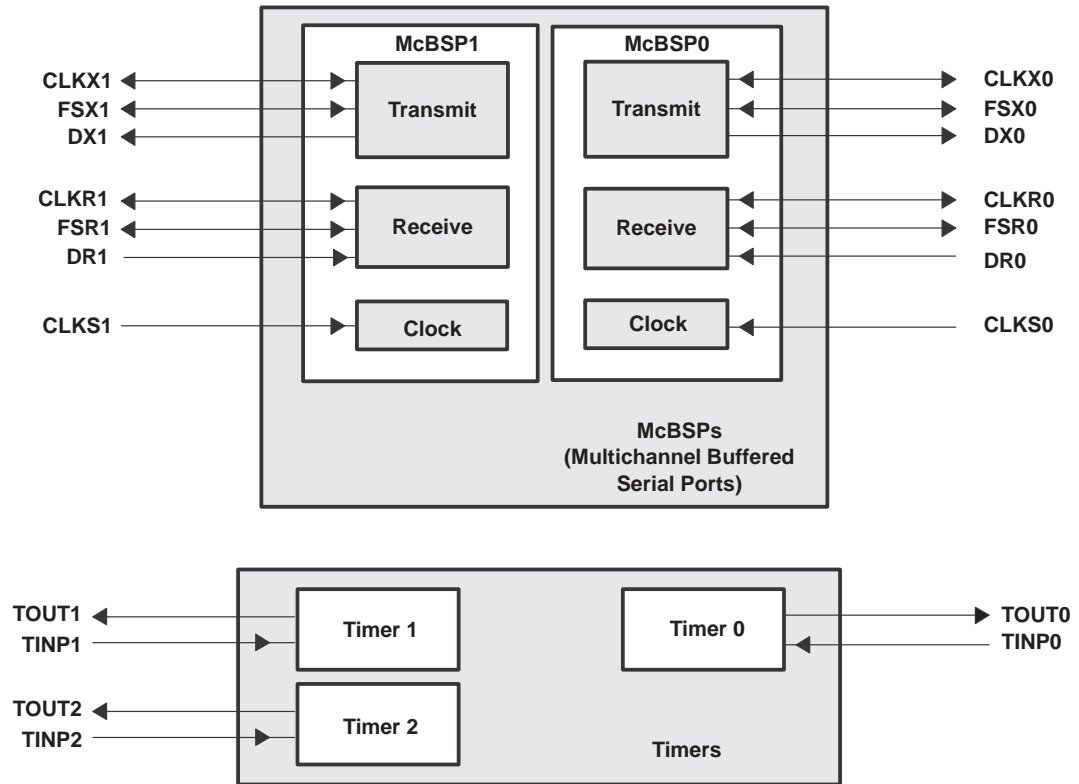 McBSP1
McBSP0
CLKX1
FSX1
DX1
Transmit
Transmit
CLKX0
FSX0
DX0
CLKR1
FSR1
DR1
Receive
Receive
CLKR0
FSR0
DR0
CLKS1
Clock
Clock
CLKS0
McBSPs
(Multichannel Buffered
Serial Ports)
TOUT1
TINP1
Timer 1
Timer 0
TOUT0
TINP0
TOUT2
TINP2
Timer 2
Timers